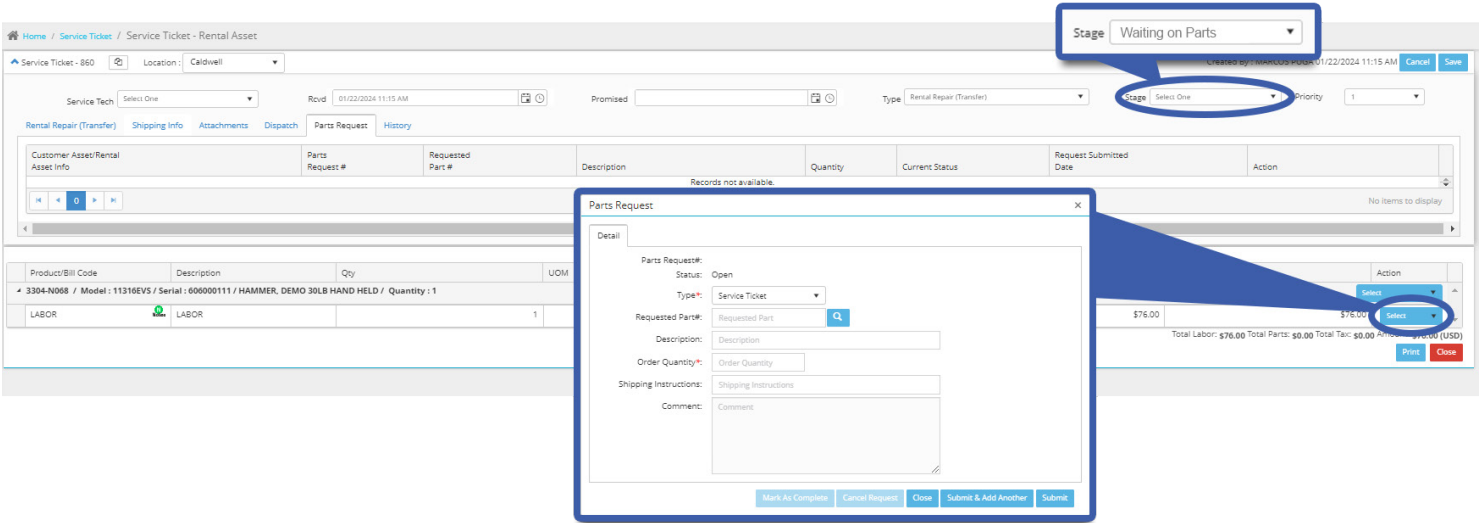 Stage Waiting on Parts
Home / Service Ticket / Service Ticket - Rental Asset
Service Ticket - 860 Location : Caldwell Created By : MARCOS PUGA 01/22/2024 11:15 AM Cancel Save
Service Tech Select One Rcvd 01/22/2024 11:15 AM Promised Type Rental Repair (Transfer) Stage Select One Priority 1
Rental Repair (Transfer) Shipping Info Attachments Dispatch Parts Request History
Customer Asset/Rental Parts Requested Request Submitted
Asset Info Request # Part # Description Quantity Current Status Date Action
Records not available.
0 No items to display
Parts Request
Detail
Parts Request#:
Status: Open
Type*: Service Ticket
Requested Part#: Requested Part
Description: Description
Order Quantity*: Order Quantity
Shipping Instructions: Shipping Instructions
Comment: Comment
Mark As Complete Cancel Request Close Submit & Add Another Submit
Product/Bill Code Description Qty UOM Action
3304-N068 / Model : 11316EVS / Serial : 606000111 / HAMMER, DEMO 30LB HAND HELD / Quantity : 1 Select
LABOR LABOR 1 $76.00 $76.00 Select
Total Labor: $76.00 Total Parts: $0.00 Total Tax: $0.00 $76.00 (USD)
Print Close